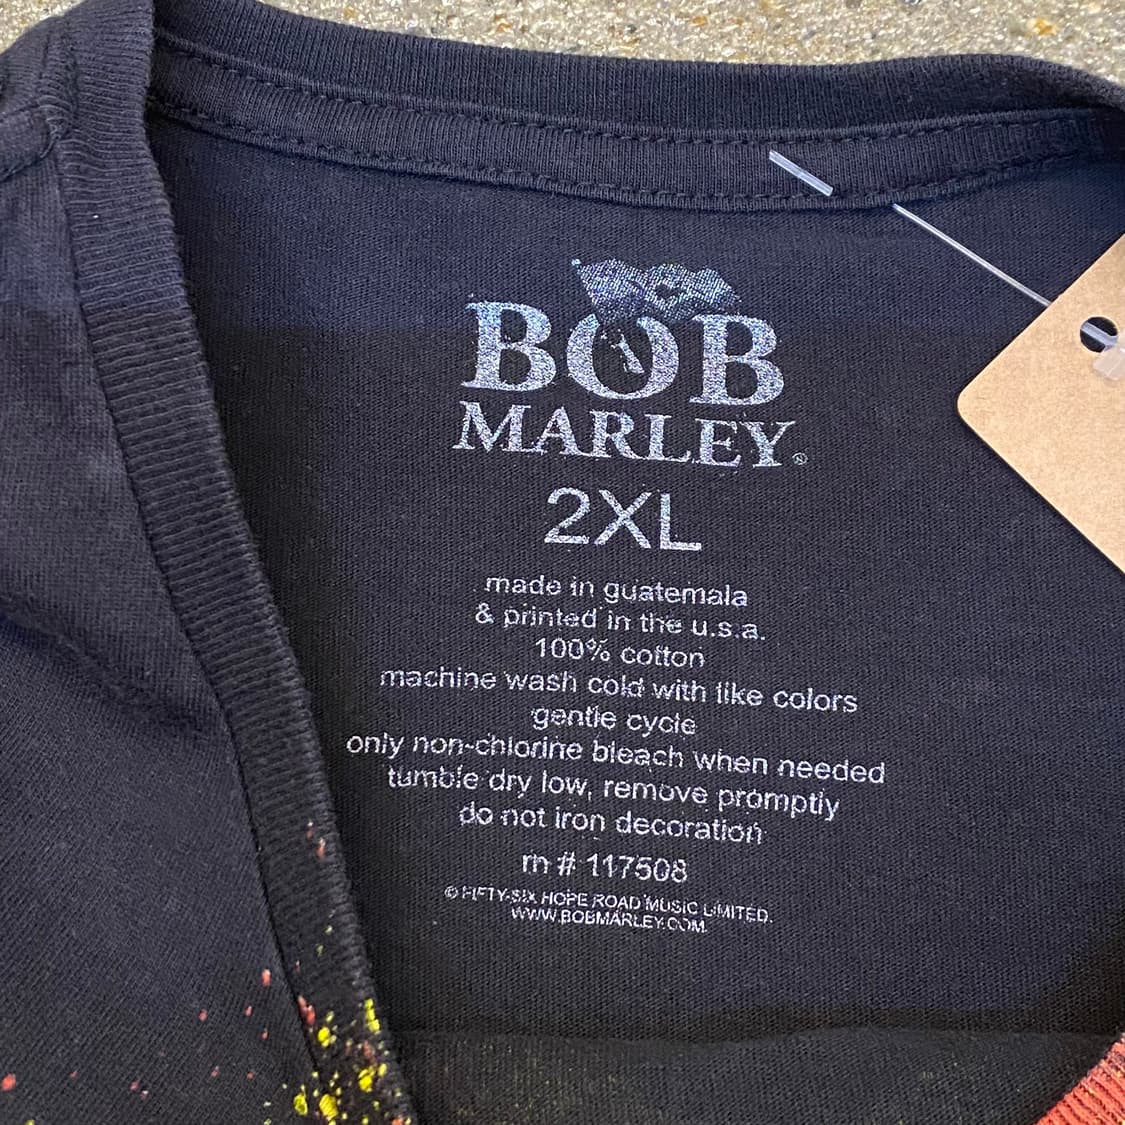 BOB
MARLEY®
2XL
made in guatemala
& printed in the u.s.a.
100% cotton
machine wash cold with like colors
gentle cycle
only non-chlorine bleach when needed
tumble dry low, remove promptly
do not iron decoration
rn # 117508
© FIFTY-SIX HOPE ROAD MUSIC LIMITED.
WWW.BOBMARLEY.COM